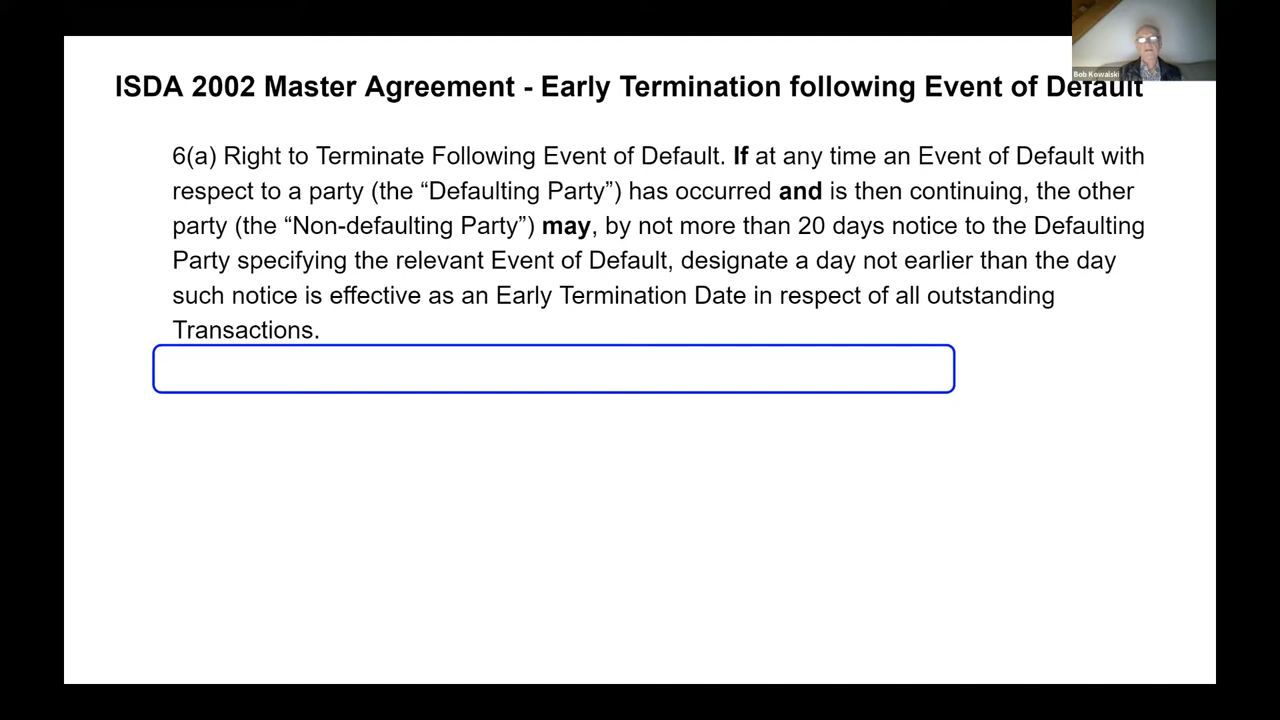 ISDA 2002 Master Agreement - Early Termination following Event of Default
Bob Kowalski
6(a) Right to Terminate Following Event of Default. If at any time an Event of Default with
respect to a party (the “Defaulting Party”) has occurred and is then continuing, the other
party (the “Non-defaulting Party”) may, by not more than 20 days notice to the Defaulting
Party specifying the relevant Event of Default, designate a day not earlier than the day
such notice is effective as an Early Termination Date in respect of all outstanding
Transactions.